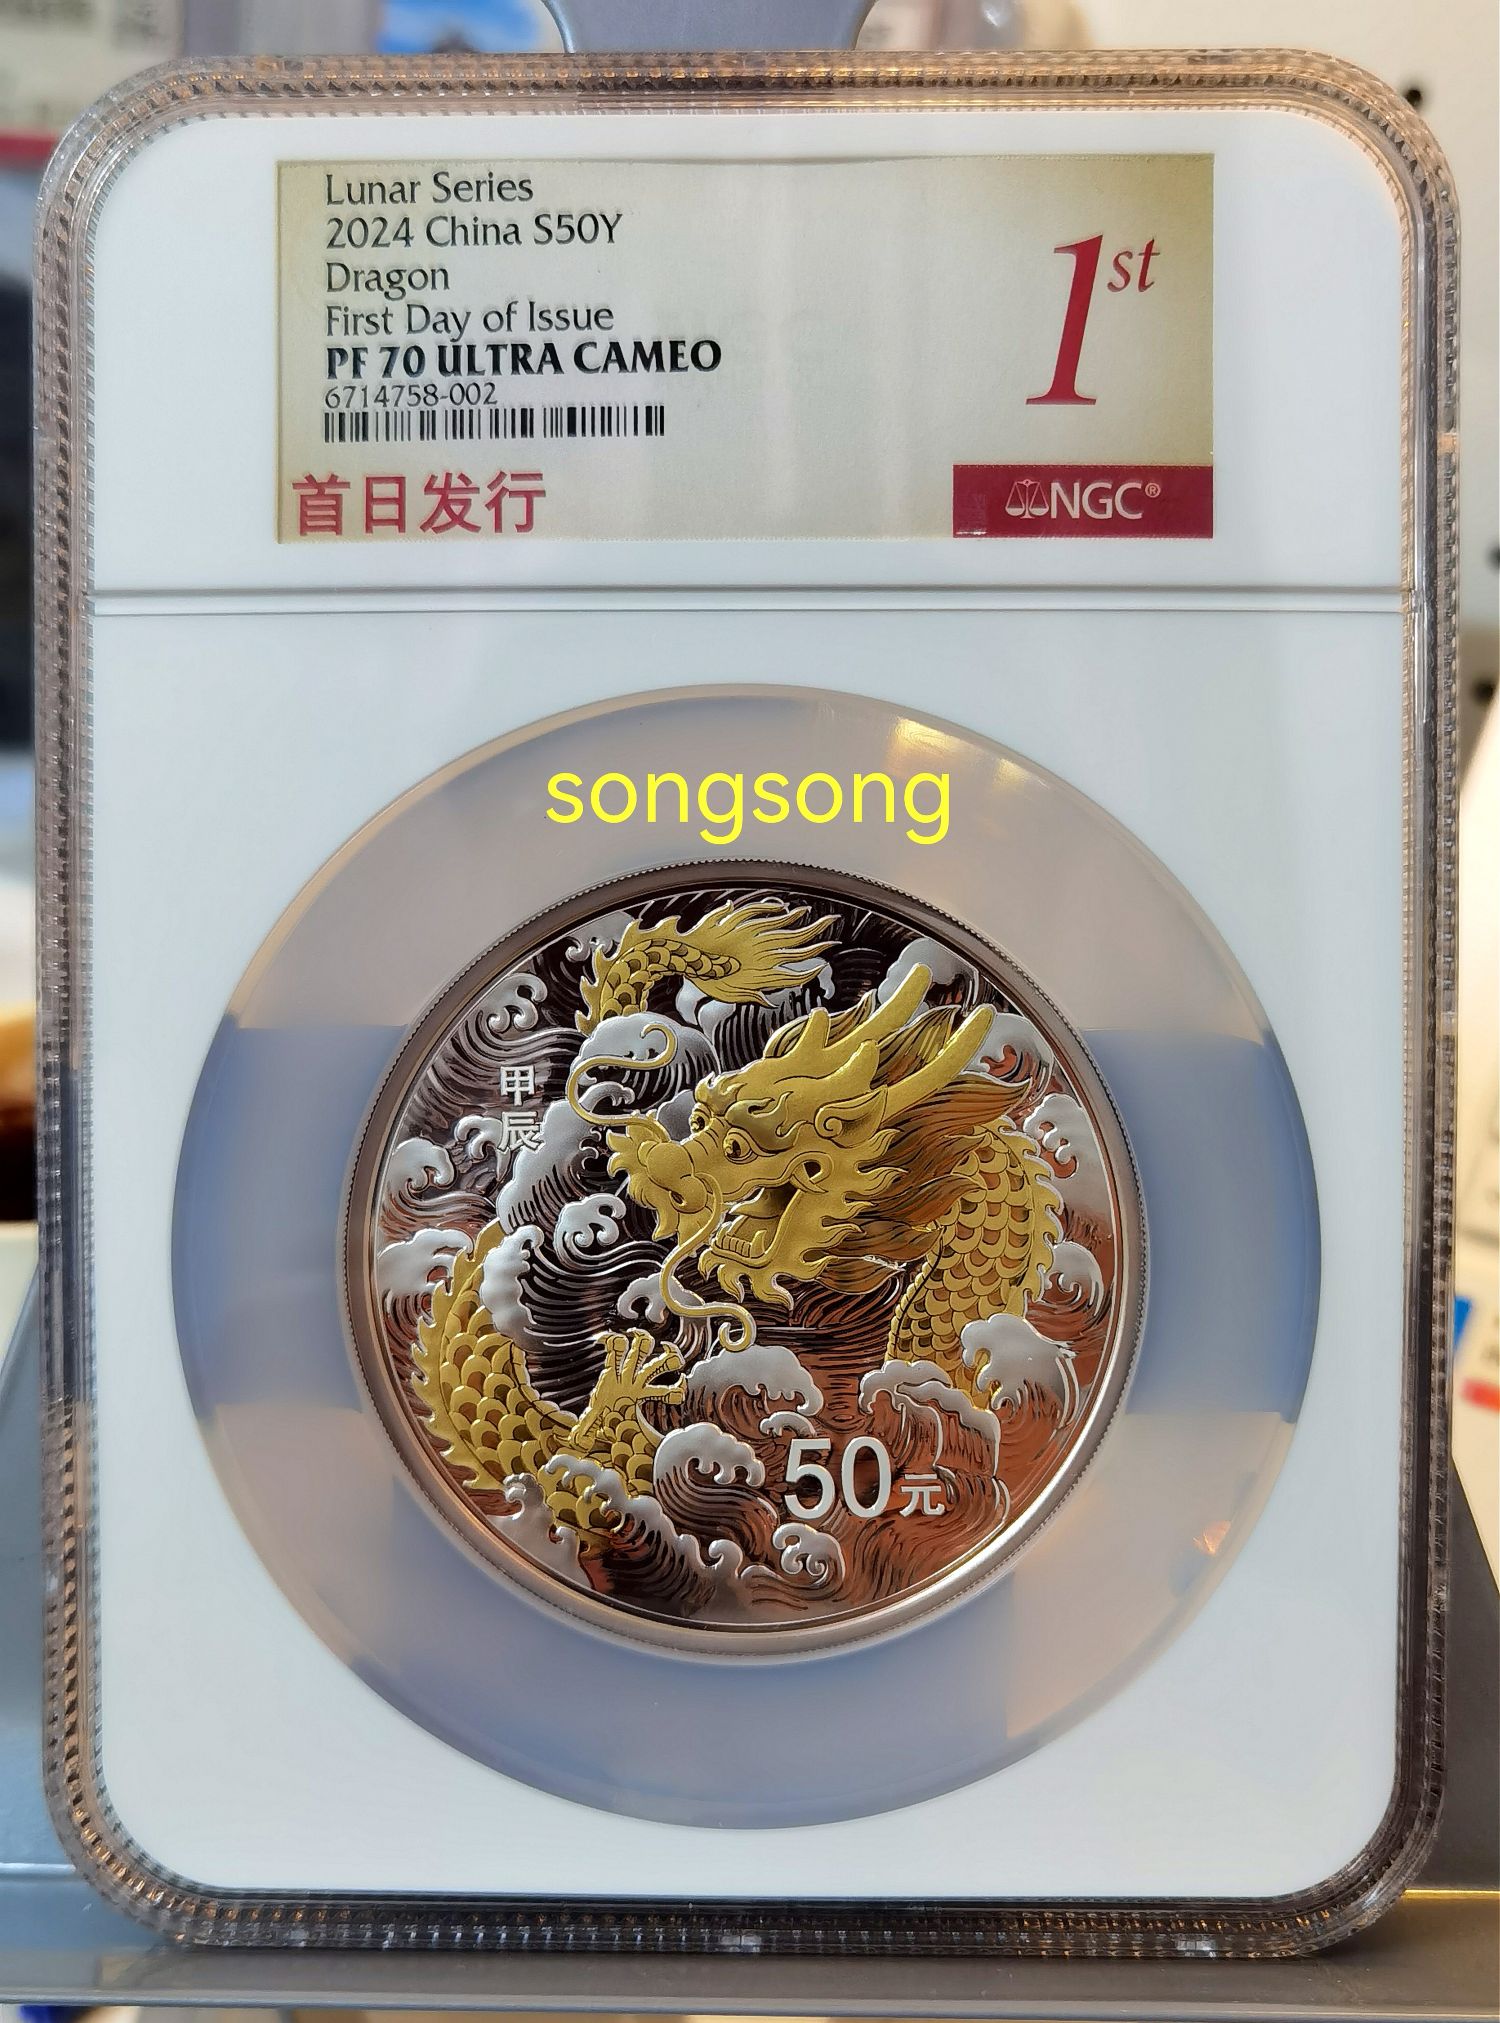 Lunar Series
2024 China S50Y
Dragon
First Day of Issue
PF 70 ULTRA CAMEO
6714758-002
1st
首日发行
NGC®
songsong
甲
辰
50元